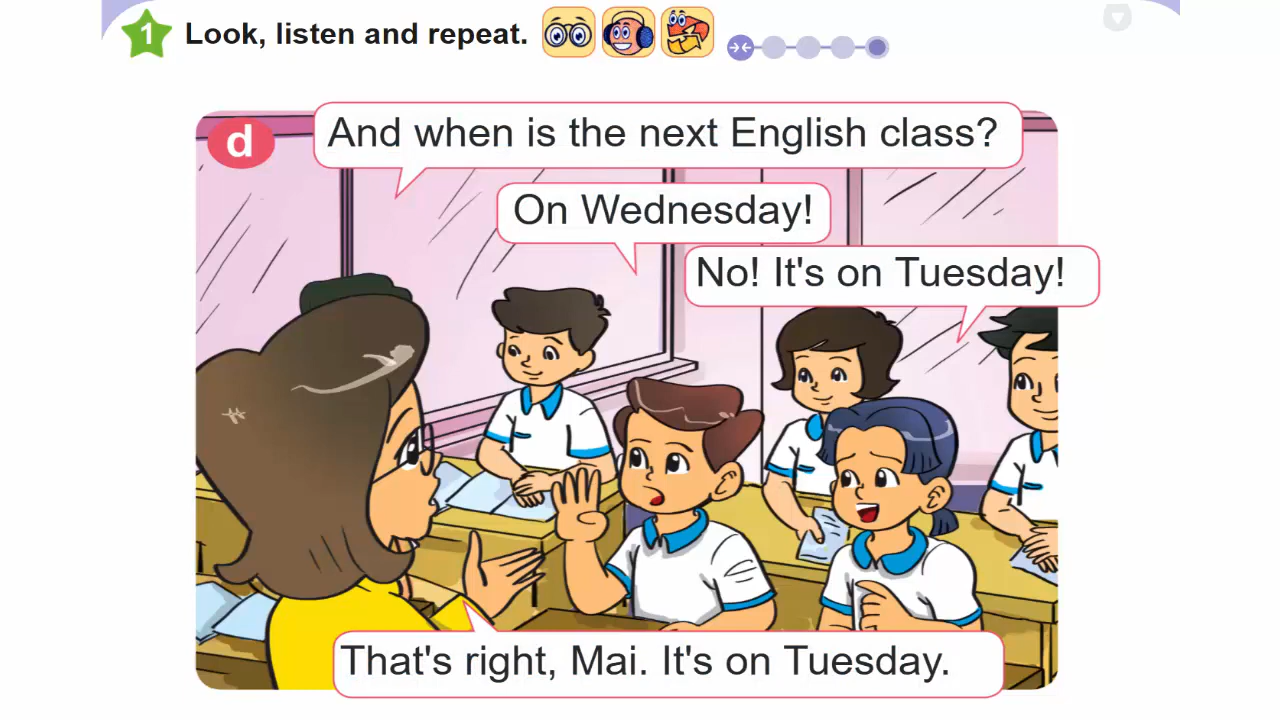 1 Look, listen and repeat.
d
And when is the next English class?
On Wednesday!
No! It's on Tuesday!
That's right, Mai. It's on Tuesday.